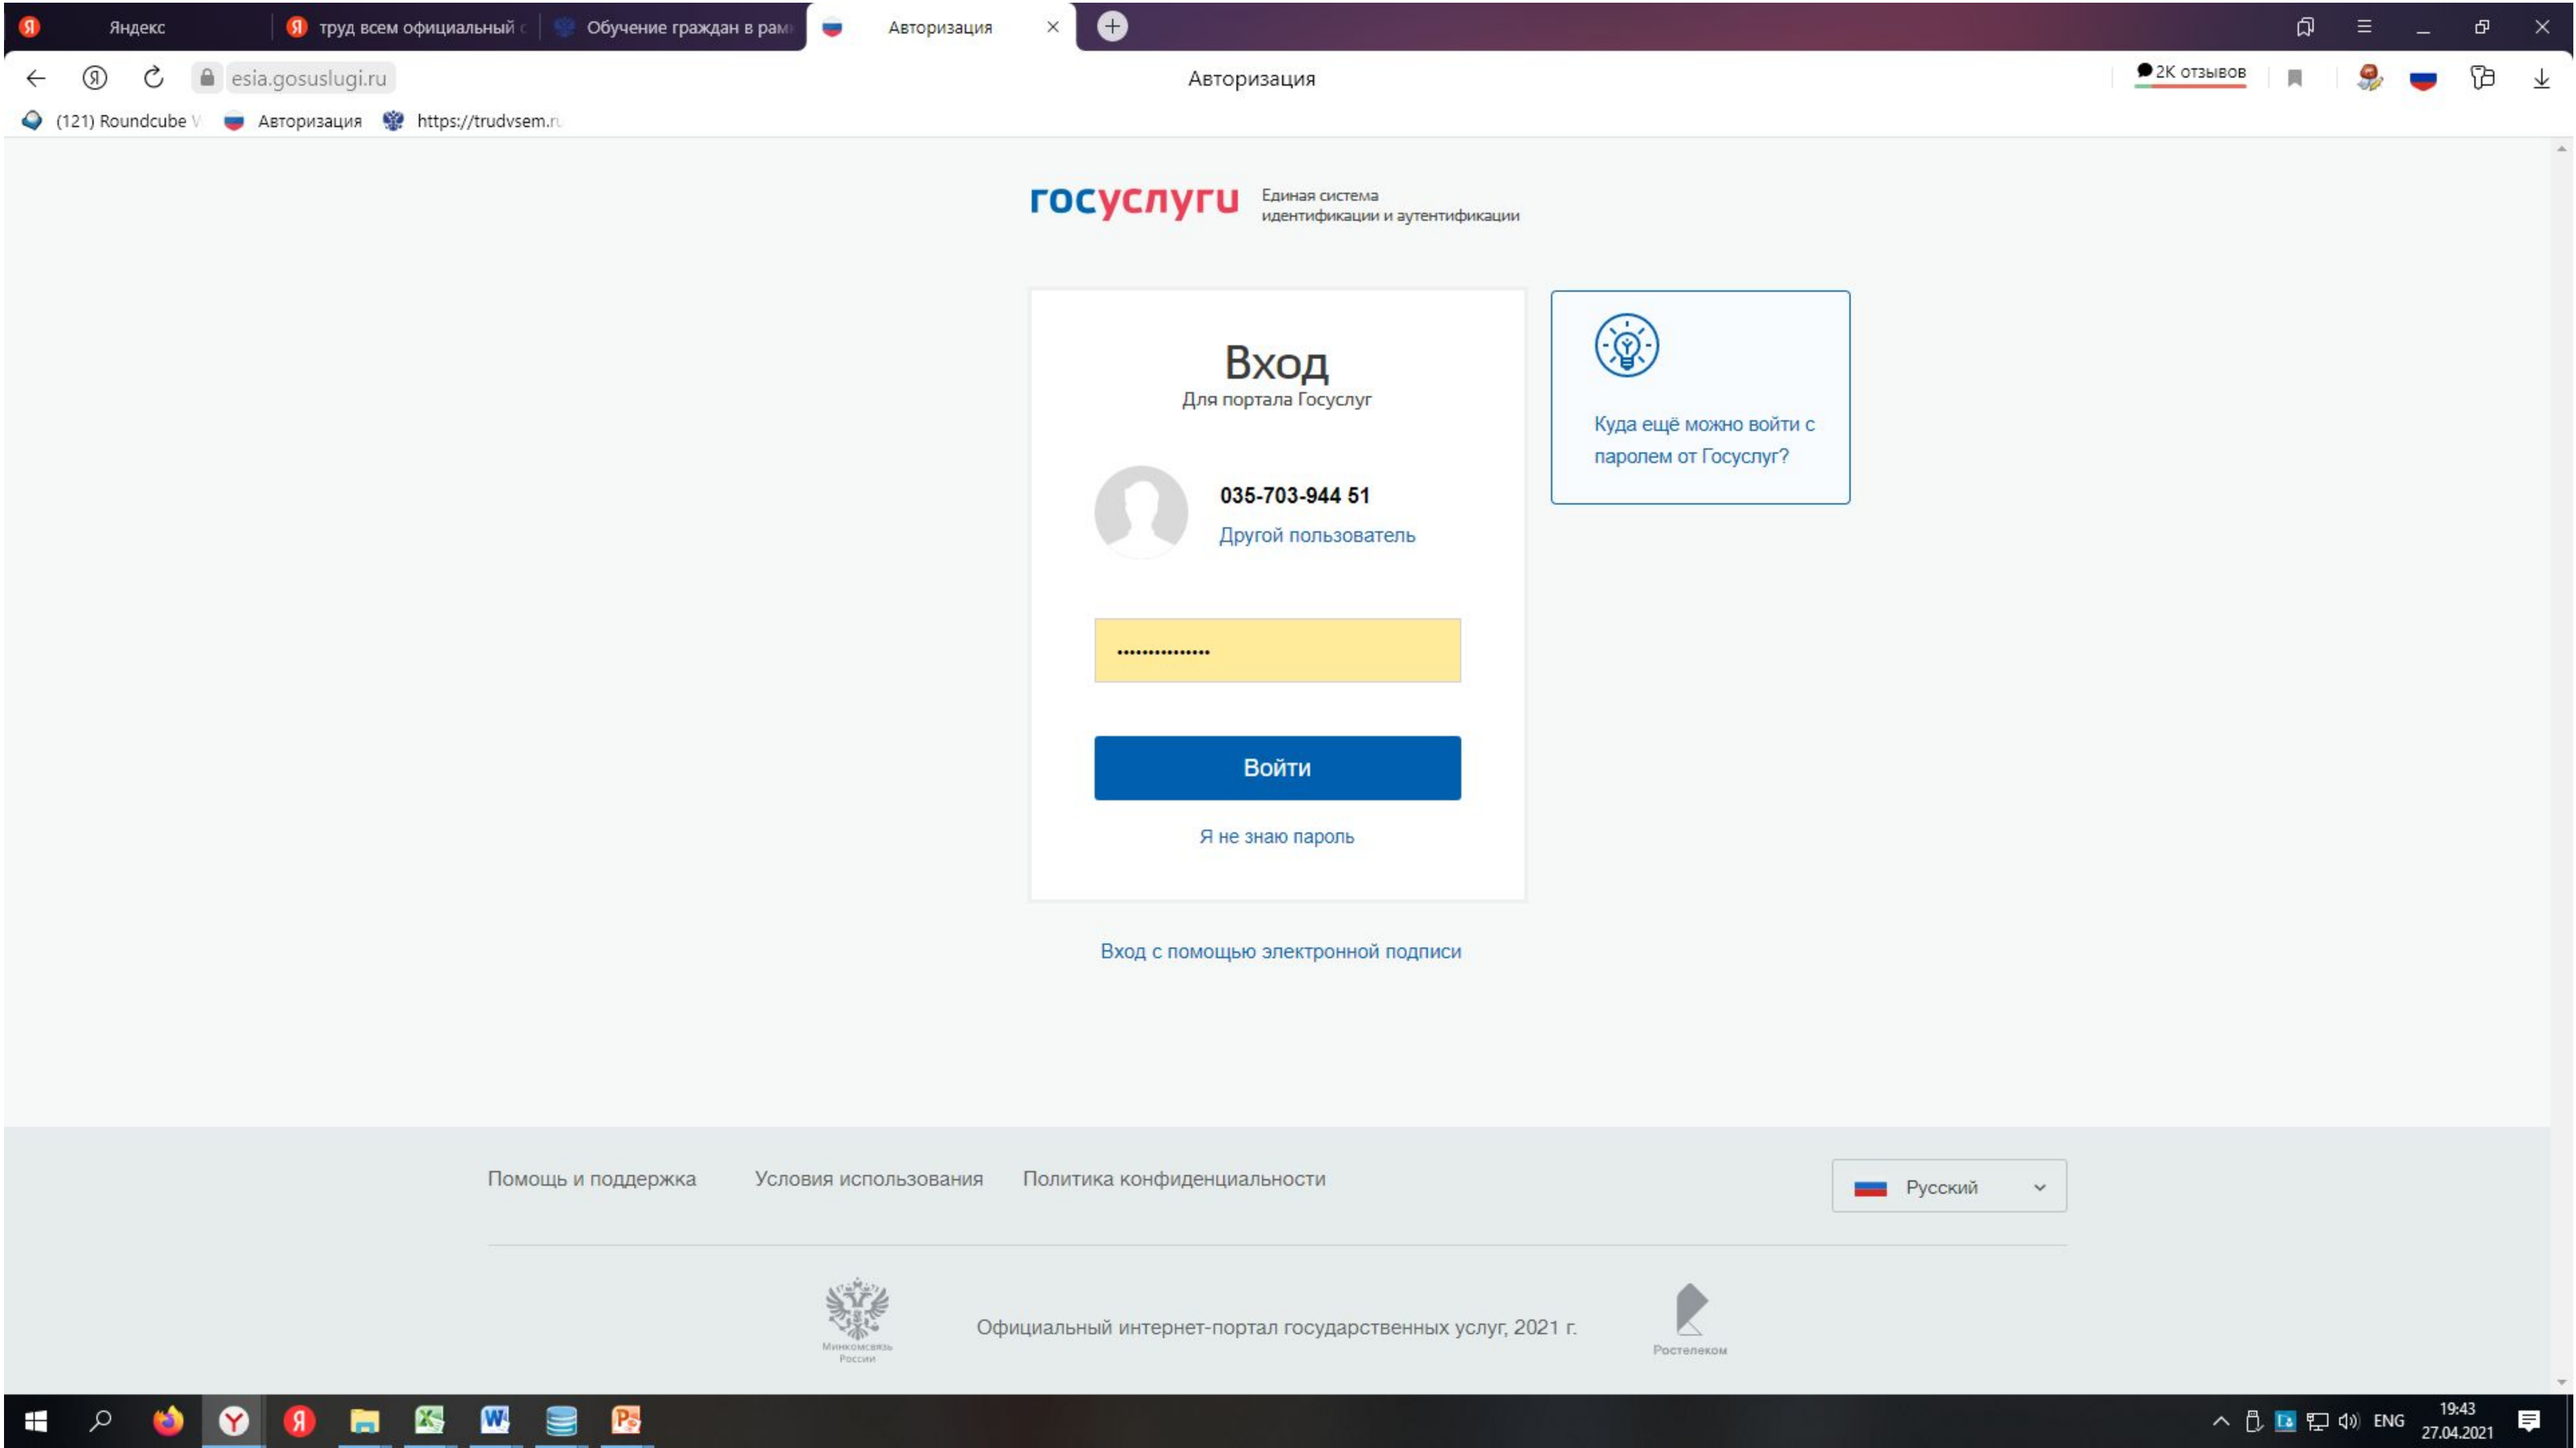 Яндекс
труд всем официальный с
Обучение граждан в рам
Авторизация
esia.gosuslugi.ru
Авторизация
2К отзывов
(121) Roundcube
Авторизация
https://trudvsem.ru
госуслуги
Единая система
идентификации и аутентификации
Вход
Для портала Госуслуг
035-703-944 51
Другой пользователь
Войти
Я не знаю пароль
Вход с помощью электронной подписи
Куда ещё можно войти с
паролем от Госуслуг?
Помощь и поддержка
Условия использования
Политика конфиденциальности
Русский
Минкомсвязь
России
Официальный интернет-портал государственных услуг, 2021 г.
Ростелеком
ENG
19:43
27.04.2021